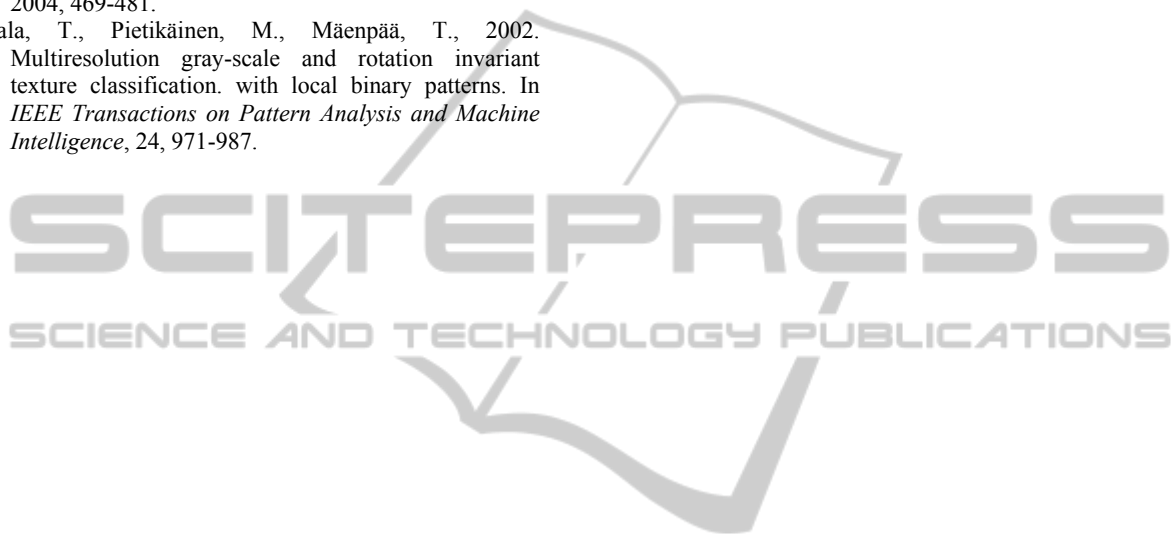 2004, 469-481.
ala, T., Pietikäinen, M., Mäenpää, T., 2002.
Multiresolution gray-scale and rotation invariant
texture classification. with local binary patterns. In
IEEE Transactions on Pattern Analysis and Machine
Intelligence, 24, 971-987.
SCITEPRESS
SCIENCE AND TECHNOLOGY PUBLICATIONS